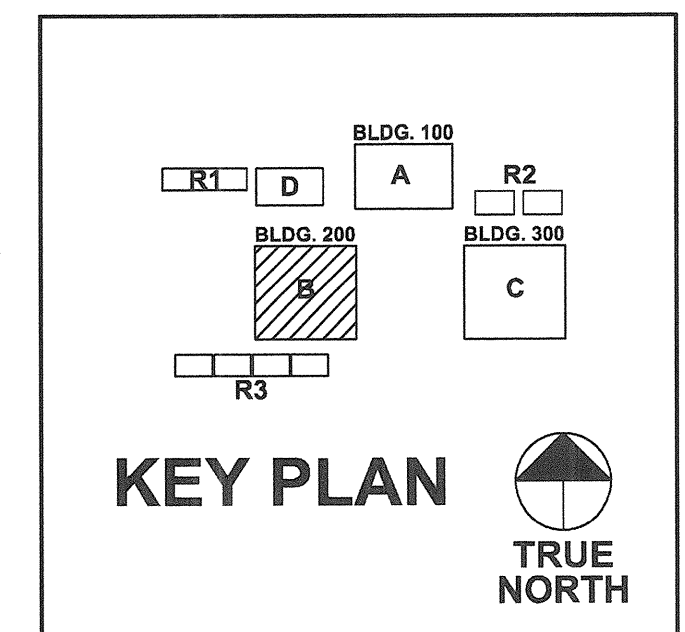 BLDG. 100
R1
D
A
R2
BLDG. 200
BLDG. 300
B
C
R3
KEY PLAN
TRUE
NORTH